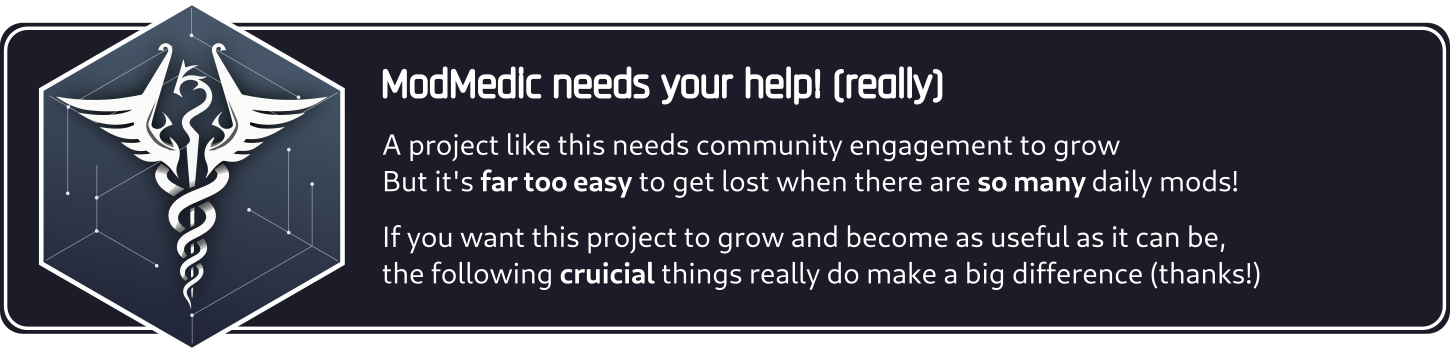 ModMedic needs your help! (really)
A project like this needs community engagement to grow
But it's far too easy to get lost when there are so many daily mods!
If you want this project to grow and become as useful as it can be,
the following cruicial things really do make a big difference (thanks!)